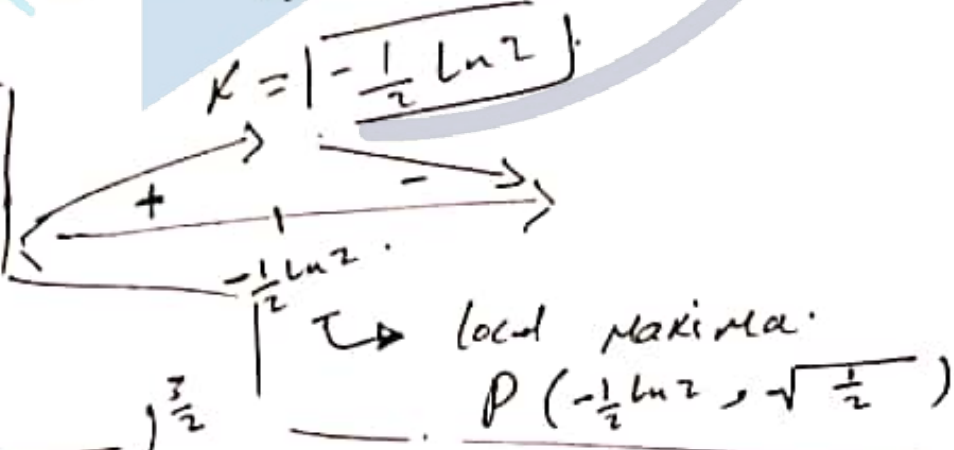 x = -1/2 ln 2
+ -
-1/2 ln 2
local maxima.
P (-1/2 ln 2, √(1/2))
)^3/2